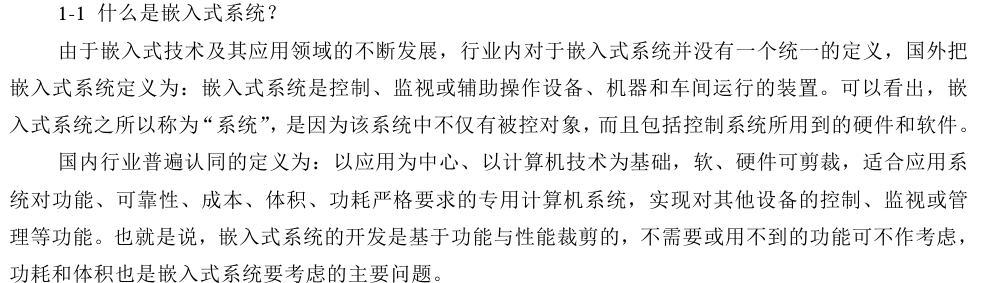 1-1 什么是嵌入式系统？
由于嵌入式技术及其应用领域的不断发展，行业内对于嵌入式系统并没有一个统一的定义，国外把
嵌入式系统定义为：嵌入式系统是控制、监视或辅助操作设备、机器和车间运行的装置。可以看出，嵌
入式系统之所以称为“系统”，是因为该系统中不仅有被控对象，而且包括控制系统所用到的硬件和软件。
国内行业普遍认同的定义为：以应用为中心、以计算机技术为基础，软、硬件可剪裁，适合应用系
统对功能、可靠性、成本、体积、功耗严格要求的专用计算机系统，实现对其他设备的控制、监视或管
理等功能。也就是说，嵌入式系统的开发是基于功能与性能裁剪的，不需要或用不到的功能可不作考虑，
功耗和体积也是嵌入式系统要考虑的主要问题。